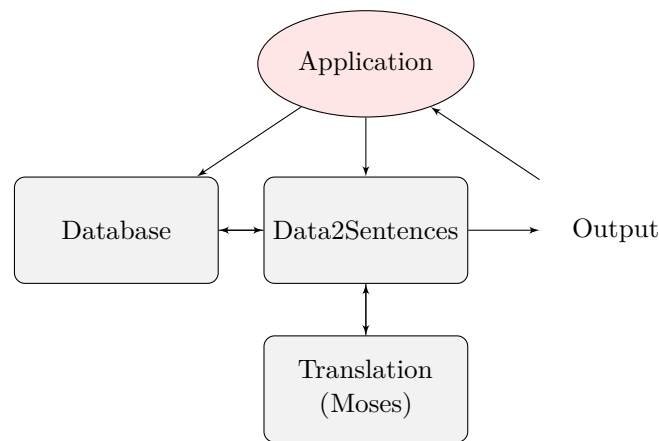 Application
Database
Data2Sentences
Output
Translation
(Moses)